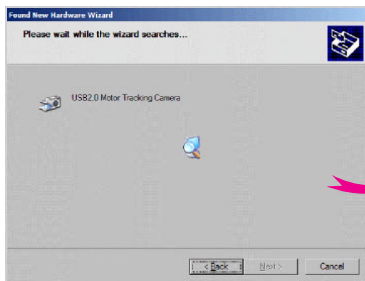 Found New Hardware Wizard
Please wait while the wizard searches...
USB2.0 Motor Tracking Camera
< Back
Next >
Cancel